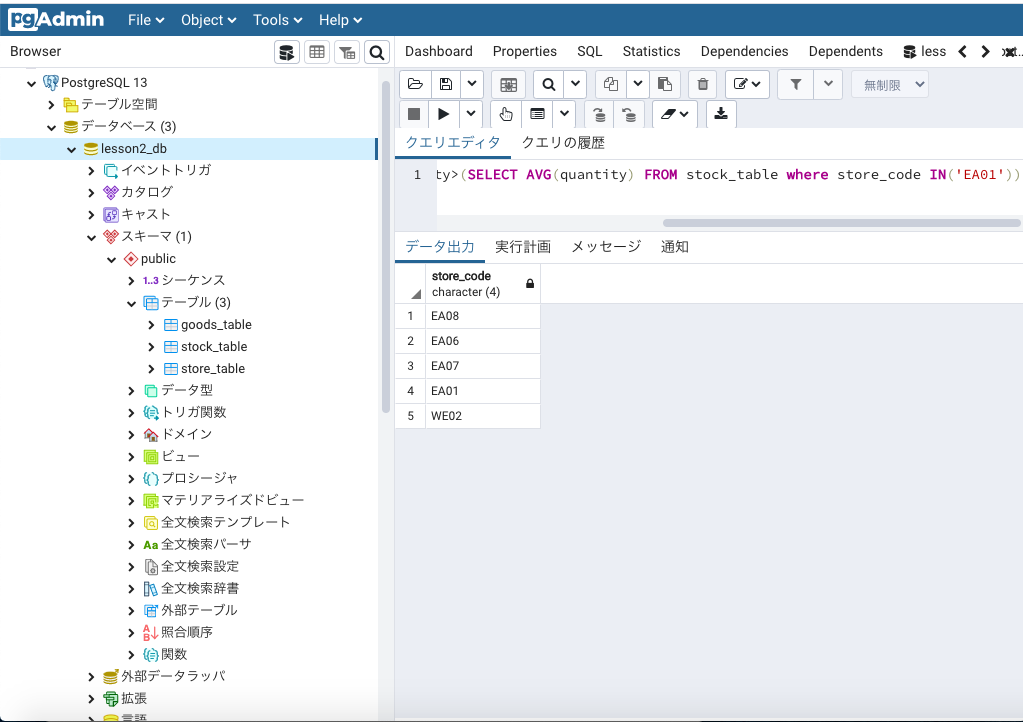 pgAdmin File Object Tools Help
Browser
Dashboard Properties SQL Statistics Dependencies Dependents less
PostgreSQL 13
テーブル空間
データベース (3)
lesson2_db
イベントトリガ
カタログ
キャスト
スキーマ (1)
public
1..3 シーケンス
テーブル (3)
goods_table
stock_table
store_table
データ型
トリガ関数
ドメイン
ビュー
プロシージャ
マテリアライズドビュー
全文検索テンプレート
Aa 全文検索パーサ
全文検索設定
全文検索辞書
外部テーブル
照合順序
関数
外部データラッパ
拡張
言語
無制限
クエリエディタ クエリの履歴
1 ty>(SELECT AVG(quantity) FROM stock_table where store_code IN('EA01'))
データ出力 実行計画 メッセージ 通知
store_code
character (4)
1 EA08
2 EA06
3 EA07
4 EA01
5 WE02